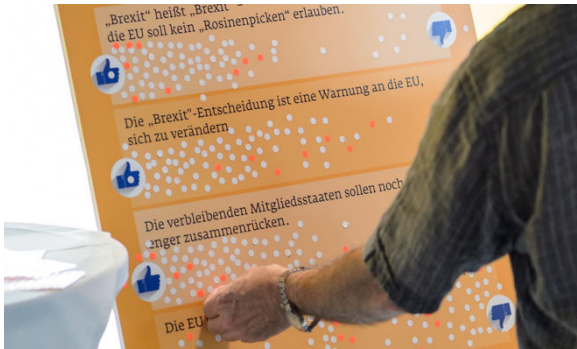 „Brexit“ heißt „Brexit“ –
die EU soll kein „Rosinenpicken“ erlauben.
Die „Brexit“-Entscheidung ist eine Warnung an die EU,
sich zu verändern
Die verbleibenden Mitgliedsstaaten sollen noch
enger zusammenrücken.
Die EU